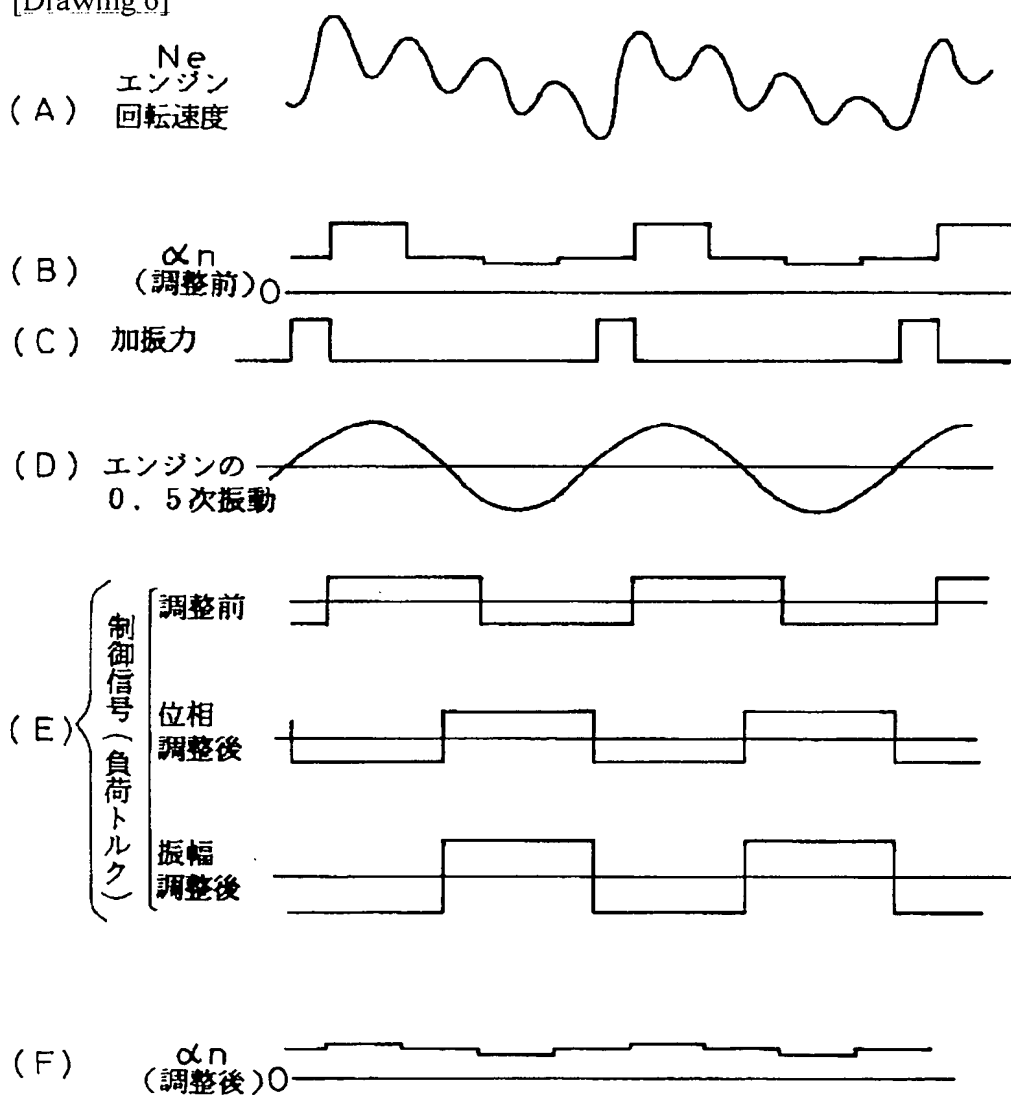 [Drawing 6]
(A) Ne
エンジン
回転速度
(B) αn
(調整前) 0
(C) 加振力
(D) エンジンの
0.5次振動
(E) 制御信号(負荷トルク)
調整前
位相
調整後
振幅
調整後
(F) αn
(調整後) 0